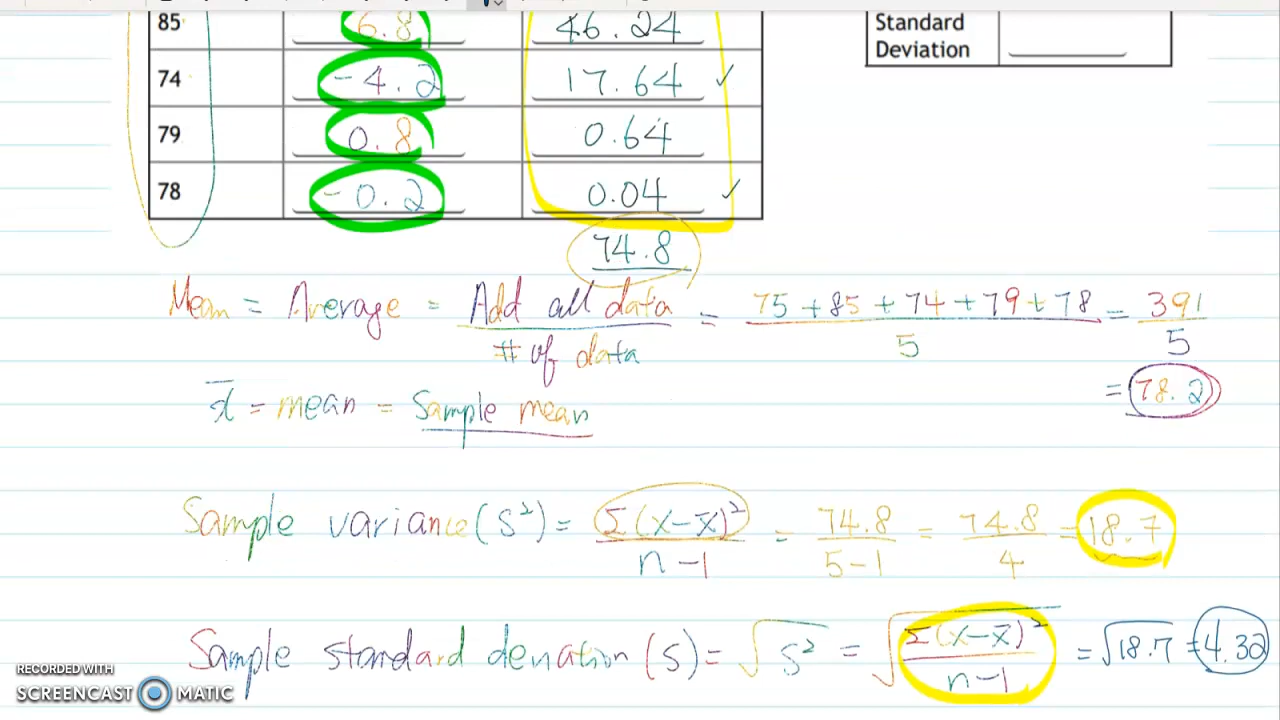 85 6.8 46.24
Standard
Deviation
74 -4.2 17.64 ✓
79 0.8 0.64
78 -0.2 0.04 ✓
74.8
Mean = Average = Add all data / # of data = 75+85+74+79+78 / 5 = 391 / 5
= 78.2
x̄ = mean = Sample mean
Sample variance (S²) = Σ(x-x̄)² / n-1 = 74.8 / 5-1 = 74.8 / 4 = 18.7
Sample standard deviation (S) = √S² = √Σ(x-x̄)² / n-1 = √18.7 = 4.32
RECORDED WITH
SCREENCAST MATIC